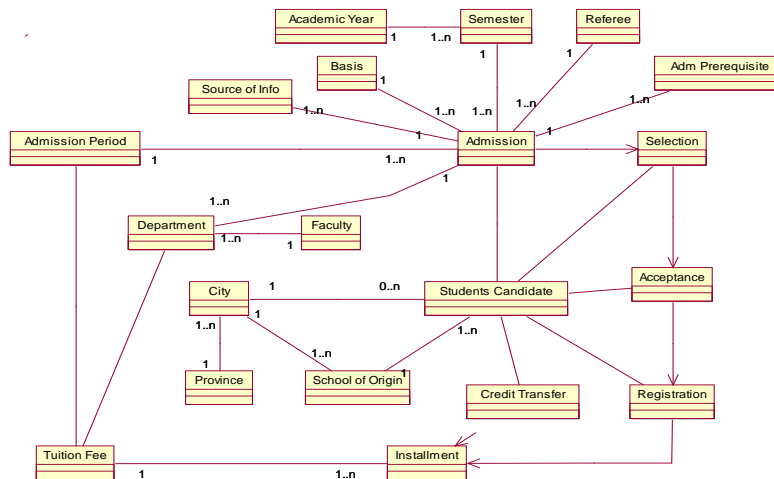 Academic Year
Semester
Referee
1
1..n
1
1
Basis
Adm Prerequisite
1
Source of Info
1..n
1..n
1..n
1..n
1..n
Admission Period
Admission
Selection
1
1
1
1..n
1
1..n
Department
Faculty
1..n
1
City
1
0..n
Students Candidate
Acceptance
1..n
1
1..n
1..n
1
1
Province
School of Origin
Credit Transfer
Registration
Tuition Fee
Installment
1
1..n